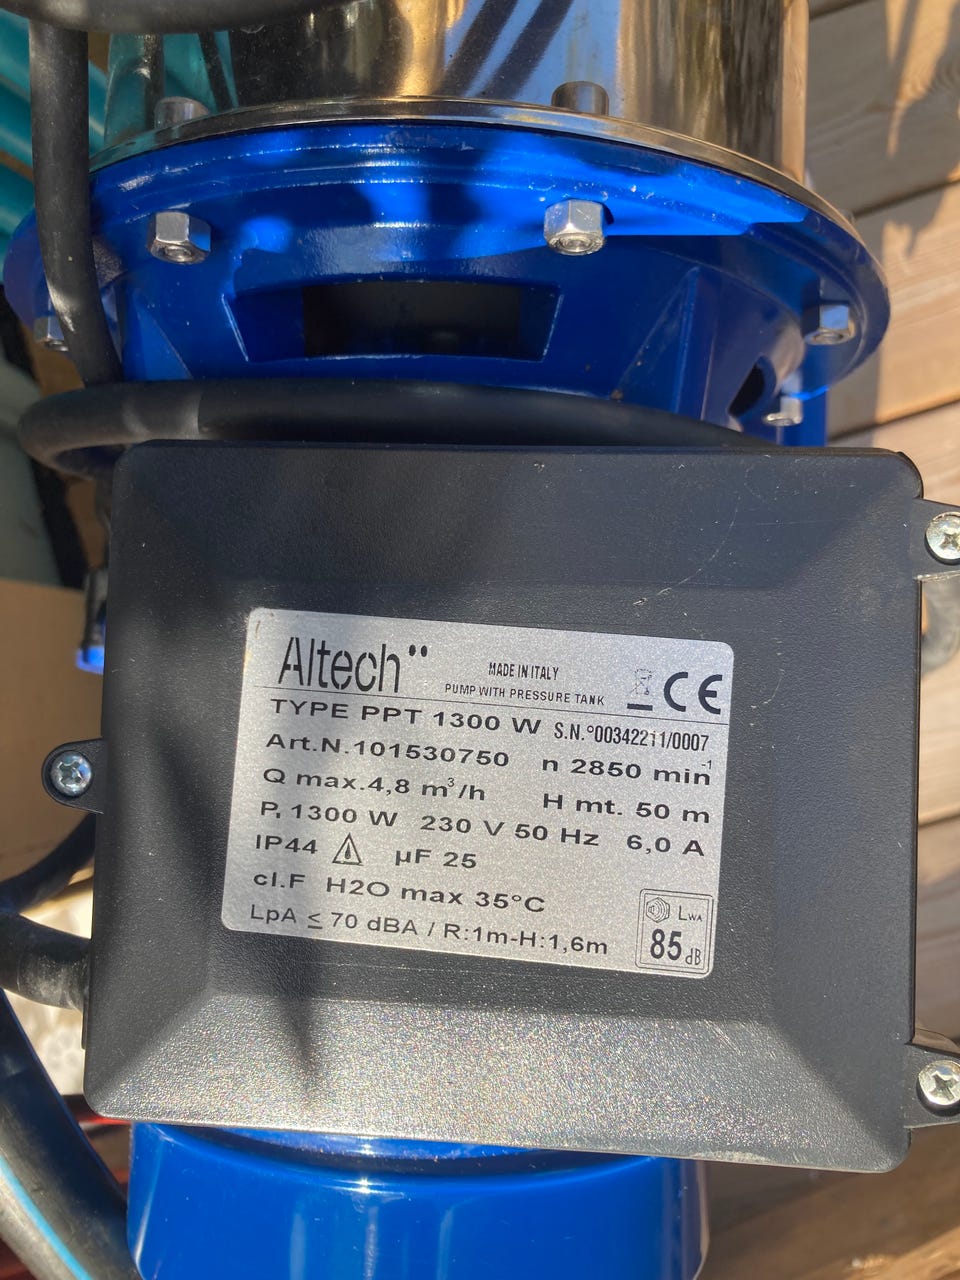 Altech
MADE IN ITALY
PUMP WITH PRESSURE TANK
CE
TYPE PPT 1300 W S.N.°00342211/0007
Art.N.101530750 n 2850 min⁻¹
Q max.4,8 m³/h H mt. 50 m
P. 1300 W 230 V 50 Hz 6,0 A
IP44 µF 25
cl.F H2O max 35°C
LpA ≤ 70 dBA / R:1m-H:1,6m
LWA
85 dB